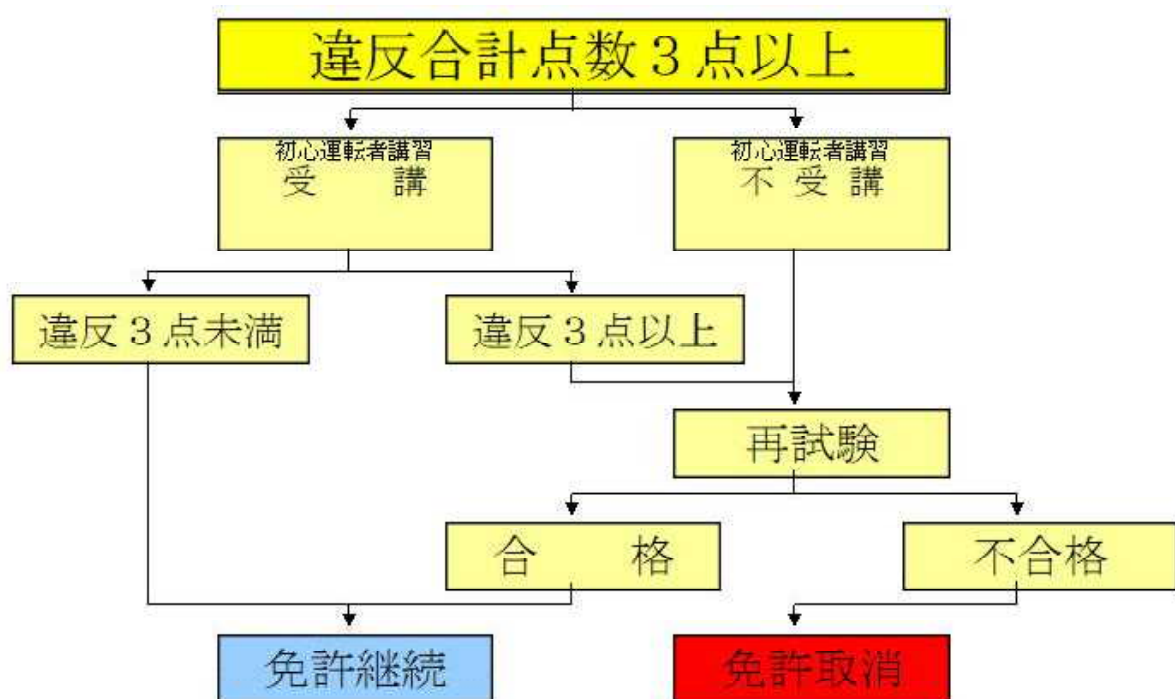 違反合計点数３点以上
初心運転者講習
受　　講
初心運転者講習
不受講
違反３点未満
違反３点以上
再試験
合　　格
不合格
免許継続
免許取消